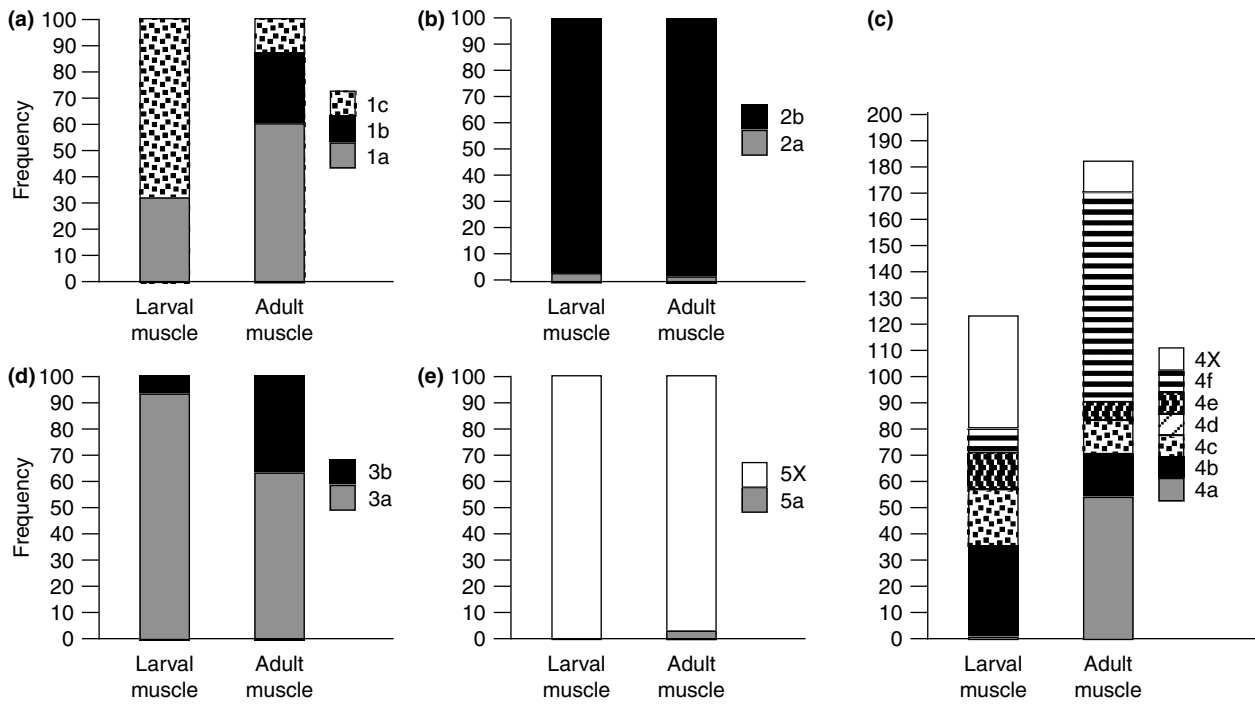 (a)
Frequency
100
90
80
70
60
50
40
30
20
10
0
Larval
muscle
Adult
muscle
1c
1b
1a
(b)
100
90
80
70
60
50
40
30
20
10
0
Larval
muscle
Adult
muscle
2b
2a
(c)
200
190
180
170
160
150
140
130
120
110
100
90
80
70
60
50
40
30
20
10
0
Larval
muscle
Adult
muscle
4X
4f
4e
4d
4c
4b
4a
(d)
Frequency
100
90
80
70
60
50
40
30
20
10
0
Larval
muscle
Adult
muscle
3b
3a
(e)
100
90
80
70
60
50
40
30
20
10
0
Larval
muscle
Adult
muscle
5X
5a